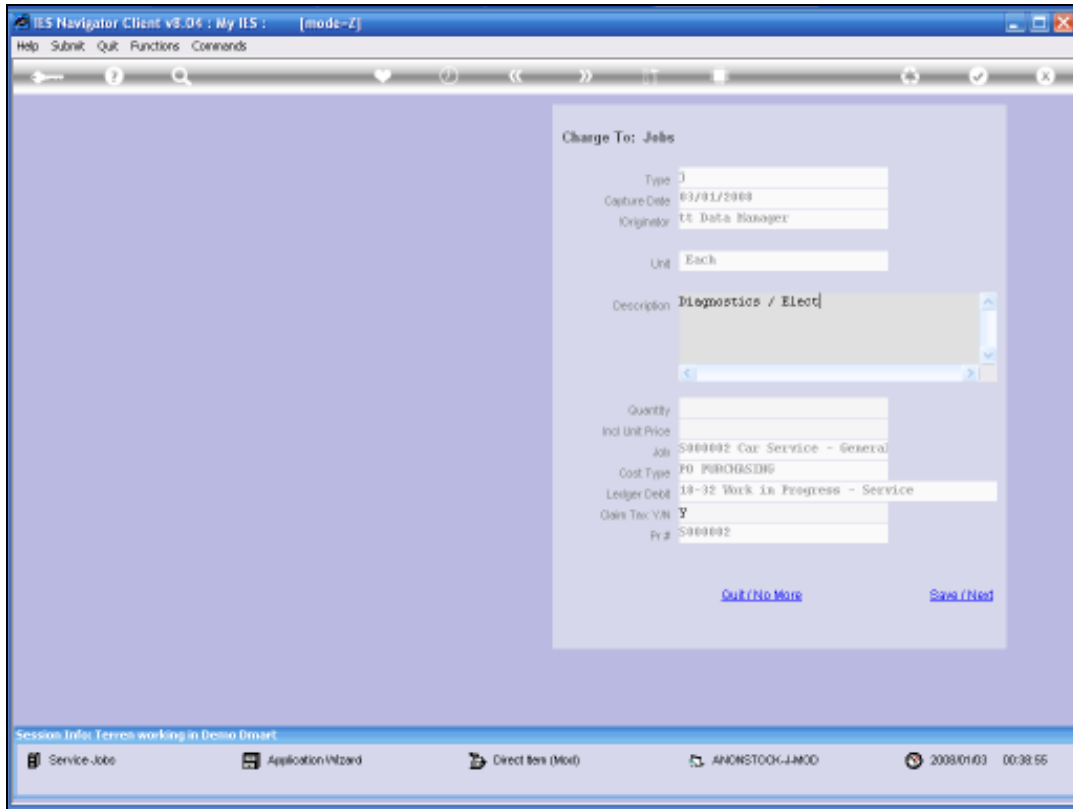 IES Navigator Client v8.04 : My IES : [mode=Z]
Help Submit Quit Functions Commands
Charge To: Jobs
Type J
Capture Date 03/01/2008
!Originator tt Data Manager
Unit Each
Description Diagnostics / Elect
Quantity
Incl Unit Price
Job S000002 Car Service - General
Cost Type PO PURCHASING
Ledger Debit 18-32 Work in Progress - Service
Claim Tax Y/N Y
Pr # S000002
Quit / No More Save / Next
Session Info: Terren working in Demo Dmart
Service Jobs Application Wizard Direct Item (Mod) ANONSTOCK-J-MOD 2008/01/03 00:38:55